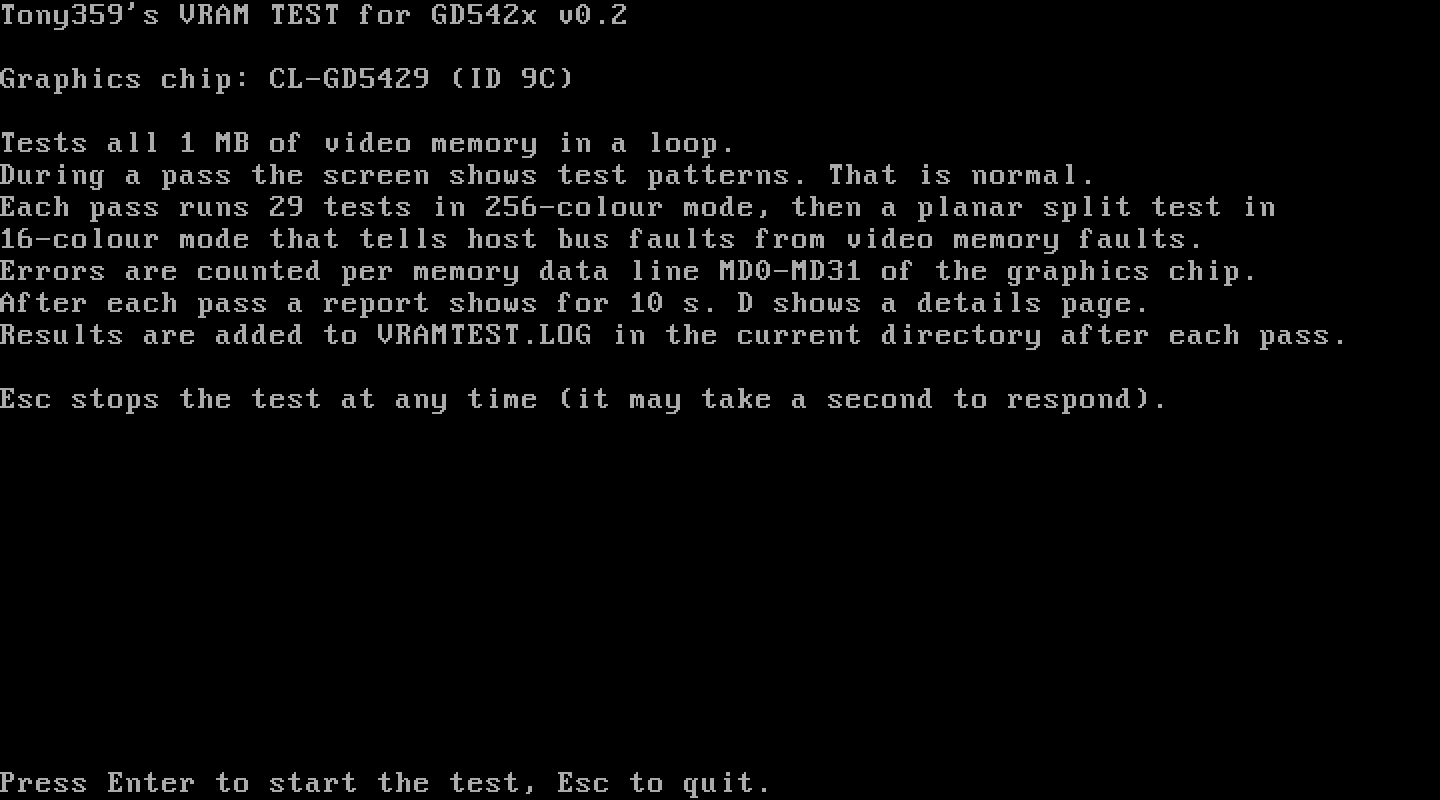 Tony359's VRAM TEST for GD542x v0.2
Graphics chip: CL-GD5429 (ID 9C)
Tests all 1 MB of video memory in a loop.
During a pass the screen shows test patterns. That is normal.
Each pass runs 29 tests in 256-colour mode, then a planar split test in
16-colour mode that tells host bus faults from video memory faults.
Errors are counted per memory data line MD0-MD31 of the graphics chip.
After each pass a report shows for 10 s. D shows a details page.
Results are added to VRAMTEST.LOG in the current directory after each pass.
Esc stops the test at any time (it may take a second to respond).
Press Enter to start the test, Esc to quit.